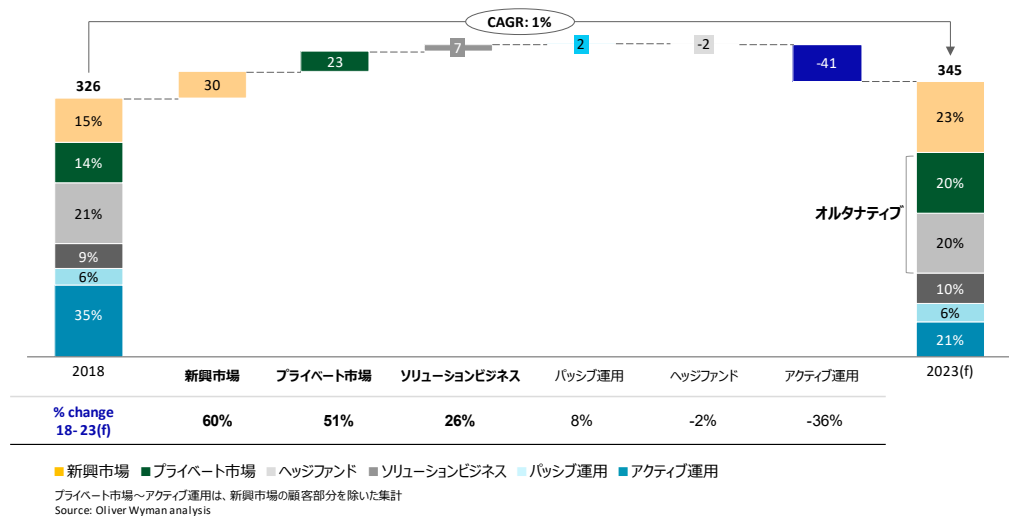 CAGR: 1%
326
30
23
7
2
-2
-41
345
15%
14%
21%
9%
6%
35%
オルタナティブ
23%
20%
20%
10%
6%
21%
2018
新興市場
プライベート市場
ソリューションビジネス
パッシブ運用
ヘッジファンド
アクティブ運用
2023(f)
% change
18- 23(f)
60%
51%
26%
8%
-2%
-36%
新興市場 プライベート市場 ヘッジファンド ソリューションビジネス パッシブ運用 アクティブ運用
プライベート市場～アクティブ運用は、新興市場の顧客部分を除いた集計
Source: Oliver Wyman analysis